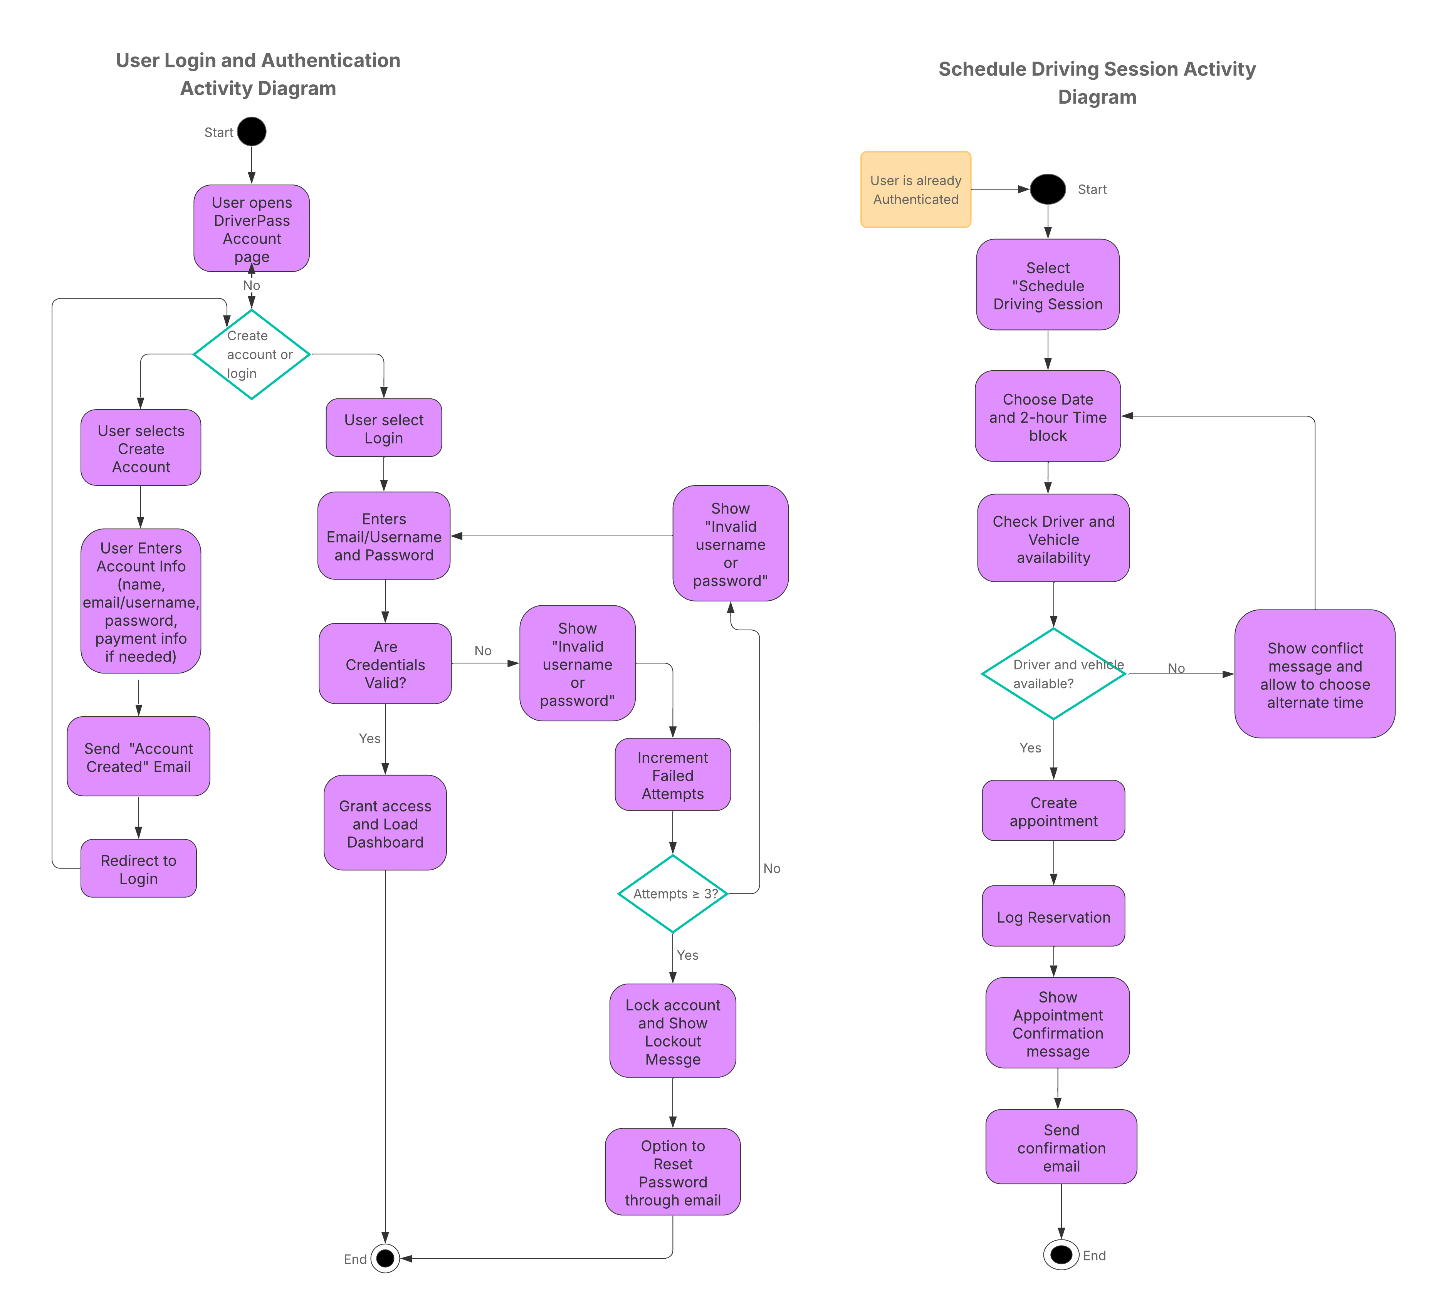 User Login and Authentication
Activity Diagram
Start
User opens
DriverPass
Account
page
No
Create
account or
login
User selects
Create
Account
User Enters
Account Info
(name,
email/username,
password,
payment info
if needed)
Send "Account
Created" Email
Redirect to
Login
User select
Login
Enters
Email/Username
and Password
Are
Credentials
Valid?
No
Yes
Grant access
and Load
Dashboard
Show
"Invalid
username
or
password"
Show
"Invalid
username
or
password"
Increment
Failed
Attempts
Attempts ≥ 3?
No
Yes
Lock account
and Show
Lockout
Messge
Option to
Reset
Password
through email
End
Schedule Driving Session Activity
Diagram
User is already
Authenticated
Start
Select
"Schedule
Driving Session
Choose Date
and 2-hour Time
block
Check Driver and
Vehicle
availability
Driver and vehicle
available?
No
Show conflict
message and
allow to choose
alternate time
Yes
Create
appointment
Log Reservation
Show
Appointment
Confirmation
message
Send
confirmation
email
End